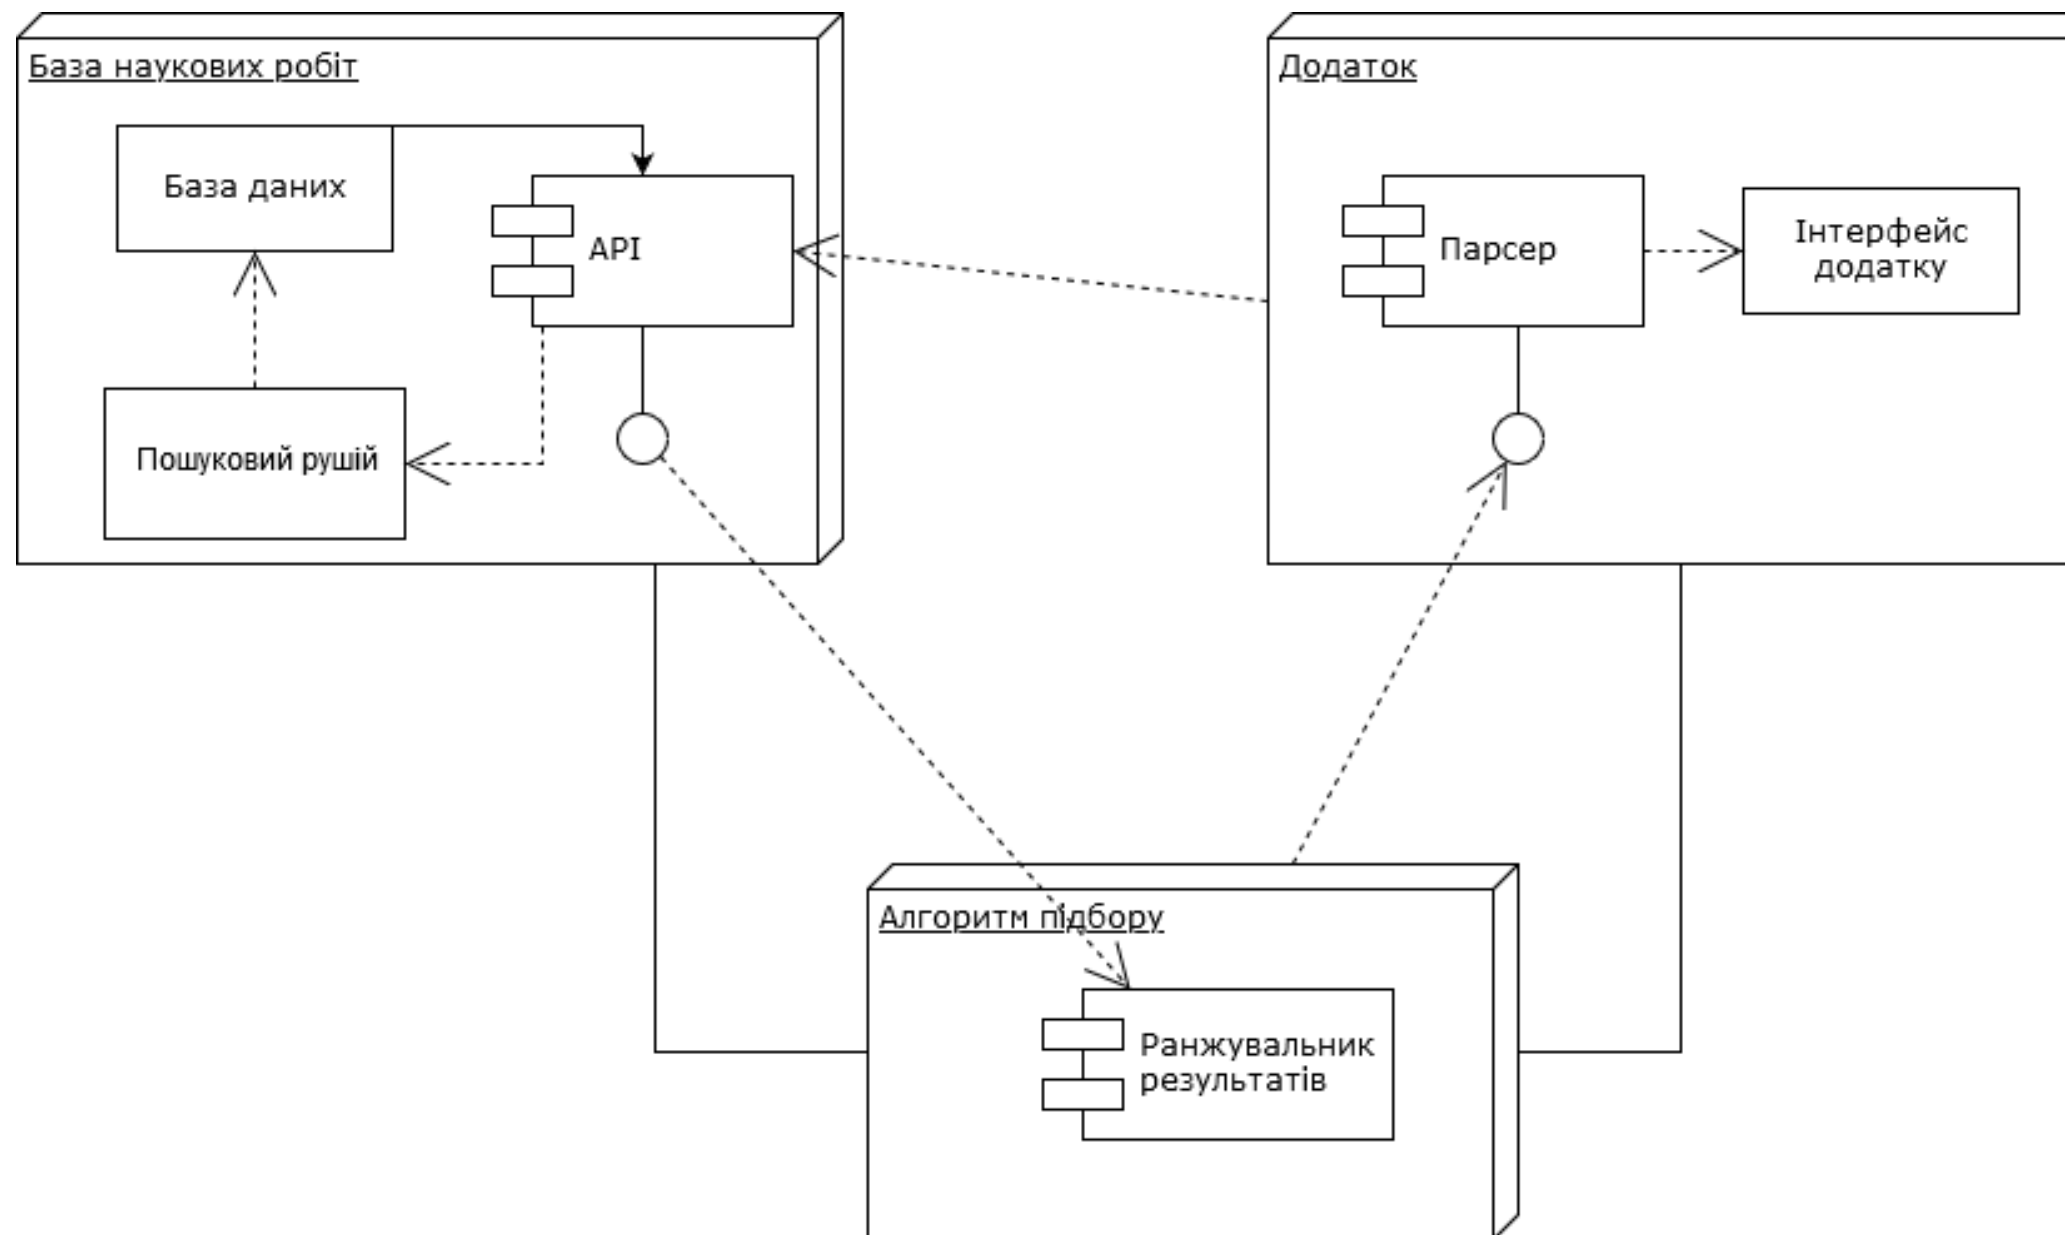 База наукових робіт
База даних
API
Пошуковий рушій
Додаток
Парсер
Інтерфейс
додатку
Алгоритм підбору
Ранжувальник
результатів